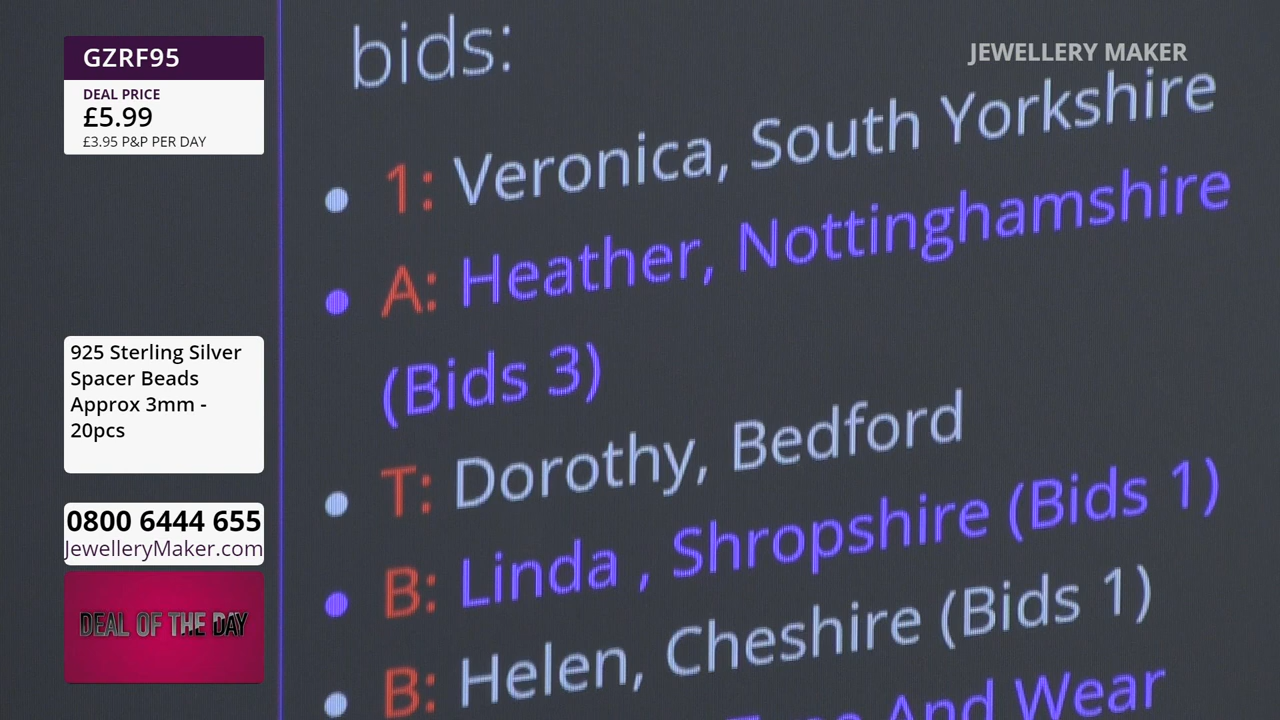 GZRF95
DEAL PRICE
£5.99
£3.95 P&P PER DAY
925 Sterling Silver
Spacer Beads
Approx 3mm -
20pcs
0800 6444 655
JewelleryMaker.com
DEAL OF THE DAY
JEWELLERY MAKER
bids:
1: Veronica, South Yorkshire
A: Heather, Nottinghamshire
(Bids 3)
T: Dorothy, Bedford
B: Linda , Shropshire (Bids 1)
B: Helen, Cheshire (Bids 1)
And Wear